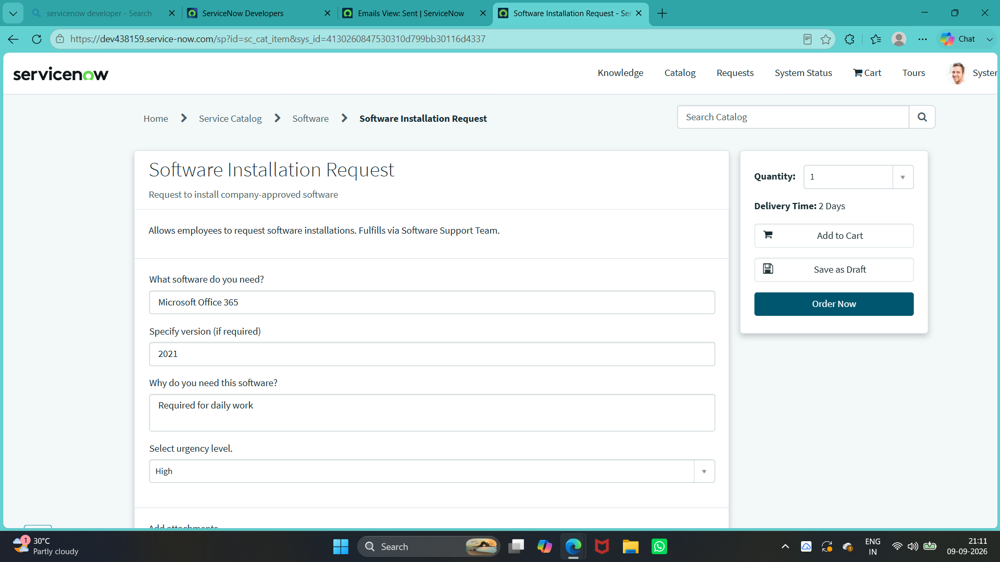 servicenow developer - Search
ServiceNow Developers
Emails View: Sent | ServiceNow
Software Installation Request - Ser
https://dev438159.service-now.com/sp?id=sc_cat_item&sys_id=4130260847530310d799bb30116d4337
Chat
servicenow
Knowledge
Catalog
Requests
System Status
Cart
Tours
System
Home
Service Catalog
Software
Software Installation Request
Search Catalog
Software Installation Request
Request to install company-approved software
Allows employees to request software installations. Fulfills via Software Support Team.
What software do you need?
Microsoft Office 365
Specify version (if required)
2021
Why do you need this software?
Required for daily work
Select urgency level.
High
Add attachments
Quantity:
1
Delivery Time: 2 Days
Add to Cart
Save as Draft
Order Now
1
30°C
Partly cloudy
Search
ENG
IN
21:11
09-09-2026